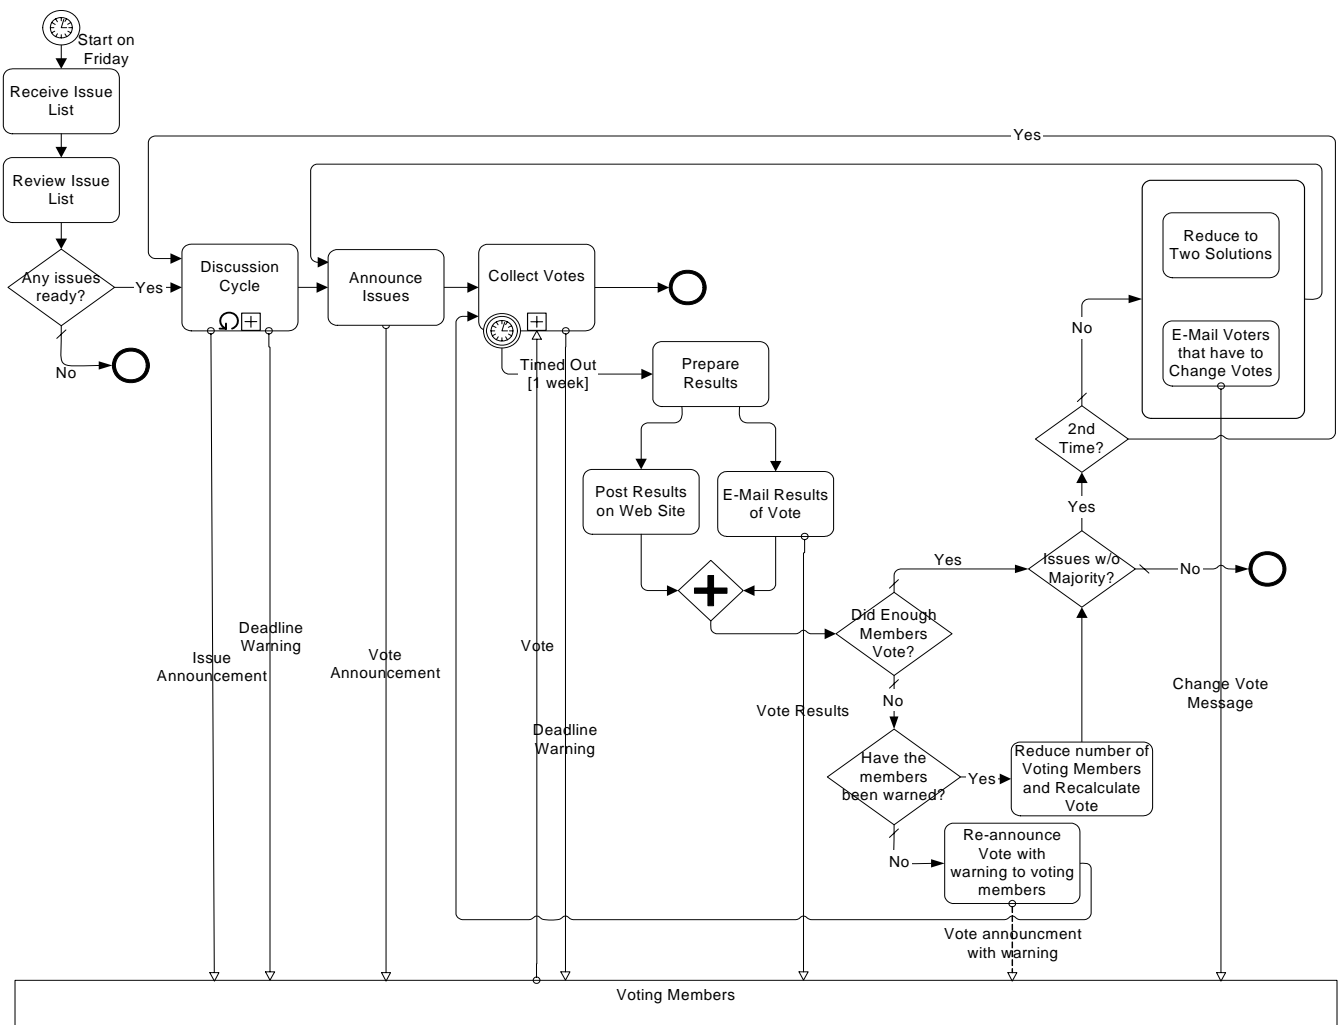 Start on
Friday
Receive Issue
List
Review Issue
List
Any issues
ready?
Yes
No
Discussion
Cycle
Announce
Issues
Collect Votes
Timed Out
[1 week]
Prepare
Results
Post Results
on Web Site
E-Mail Results
of Vote
Did Enough
Members
Vote?
Yes
No
Have the
members
been warned?
Yes
No
Reduce number of
Voting Members
and Recalculate
Vote
Re-announce
Vote with
warning to voting
members
Issues w/o
Majority?
Yes
No
2nd
Time?
No
Yes
Reduce to
Two Solutions
E-Mail Voters
that have to
Change Votes
Issue
Announcement
Deadline
Warning
Vote
Announcement
Vote
Deadline
Warning
Vote Results
Vote announcment
with warning
Change Vote
Message
Voting Members